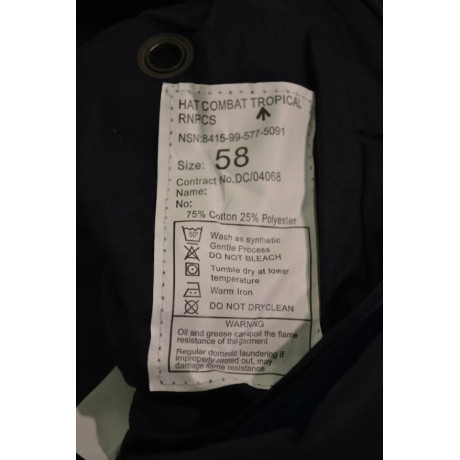 HAT COMBAT TROPICAL
RNPCS
NSN:8415-99-577-5091
Size: 58
Contract No.DC/04068
Name:
No:
75% Cotton 25% Polyester
50° Wash as synthetic
Gentle Process
DO NOT BLEACH
Tumble dry at lower
temperature
Warm Iron
DO NOT DRYCLEAN
WARNING
Oil and grease can spoil the flame
resistance of this garment
Regular domestic laundering if
improperly carried out, may
damage flame resistance